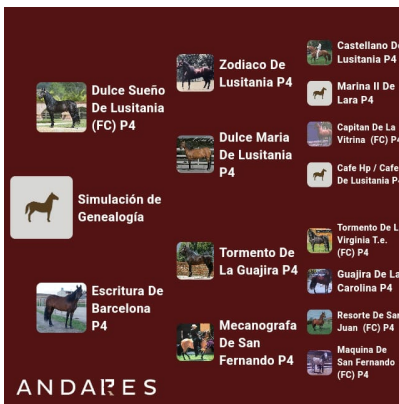 Castellano De
Lusitania P4
Zodiaco De
Lusitania P4
Marina II De
Lara P4
Dulce Sueño
De Lusitania
(FC) P4
Capitan De La
Vitrina (FC) P4
Dulce Maria
De Lusitania
P4
Cafe Hp / Cafe
De Lusitania P
Simulación de
Genealogía
Tormento De L
Virginia T.e.
(FC) P4
Tormento De
La Guajira P4
Guajira De La
Carolina P4
Escritura De
Barcelona
P4
Resorte De San
Juan (FC) P4
Mecanografa
De San
Fernando P4
Maquina De
San Fernando
(FC) P4
ANDARES